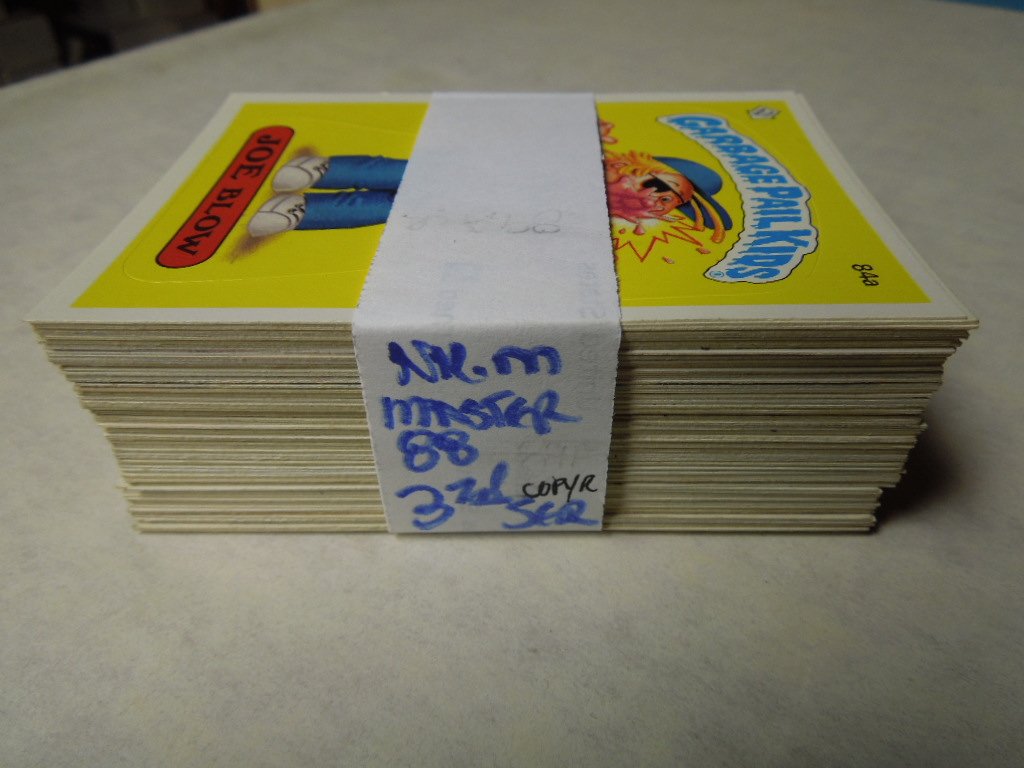 JOE BLOW
GARBAGE PAIL KIDS
84a
NR. m
MASTER
88
3rd COPYR
SER